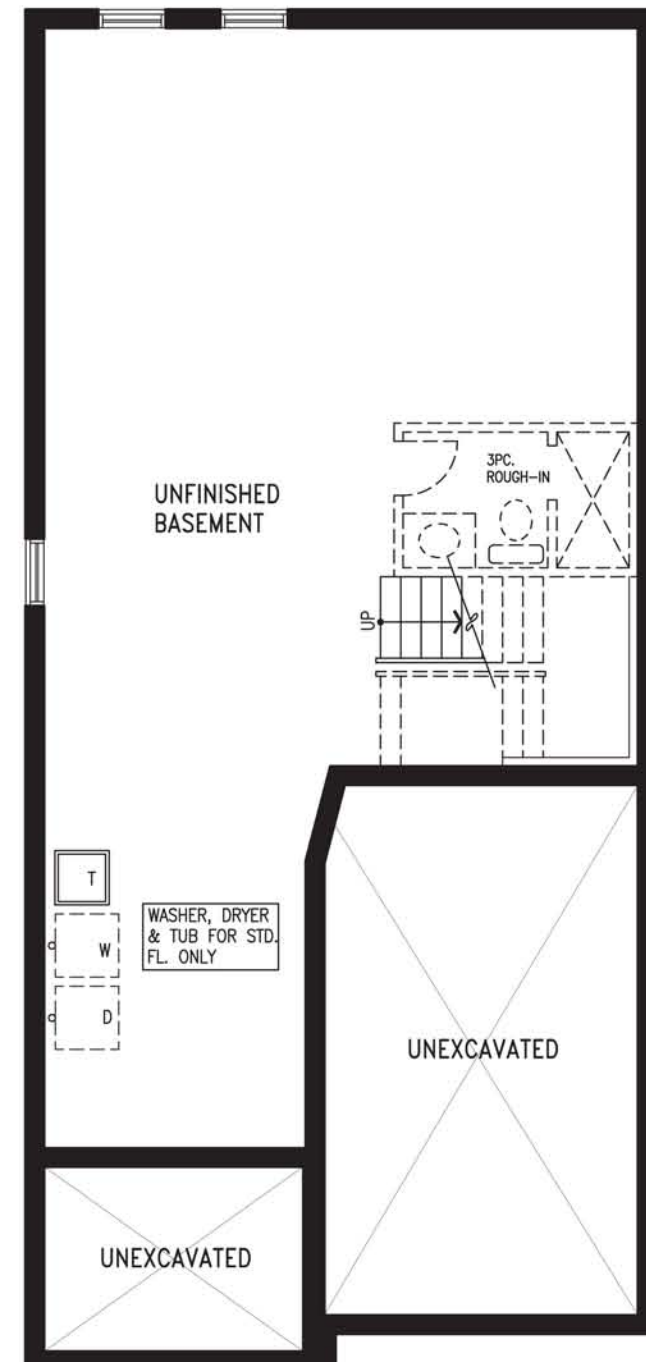 3PC.
ROUGH-IN
UNFINISHED
BASEMENT
UP
T
WASHER, DRYER
& TUB FOR STD.
FL. ONLY
W
D
UNEXCAVATED
UNEXCAVATED